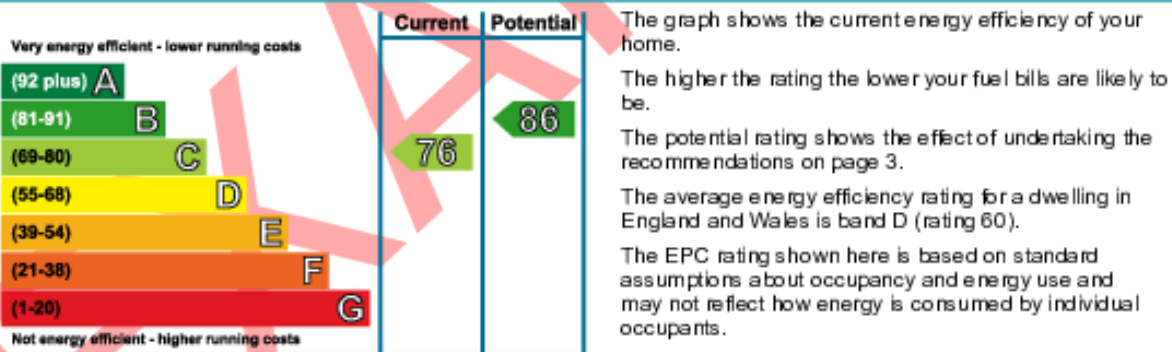 Current Potential
Very energy efficient - lower running costs
(92 plus) A
(81-91) B
(69-80) C
(55-68) D
(39-54) E
(21-38) F
(1-20) G
Not energy efficient - higher running costs
76
86
The graph shows the current energy efficiency of your
home.
The higher the rating the lower your fuel bills are likely to
be.
The potential rating shows the effect of undertaking the
recommendations on page 3.
The average energy efficiency rating for a dwelling in
England and Wales is band D (rating 60).
The EPC rating shown here is based on standard
assumptions about occupancy and energy use and
may not reflect how energy is consumed by individual
occupants.